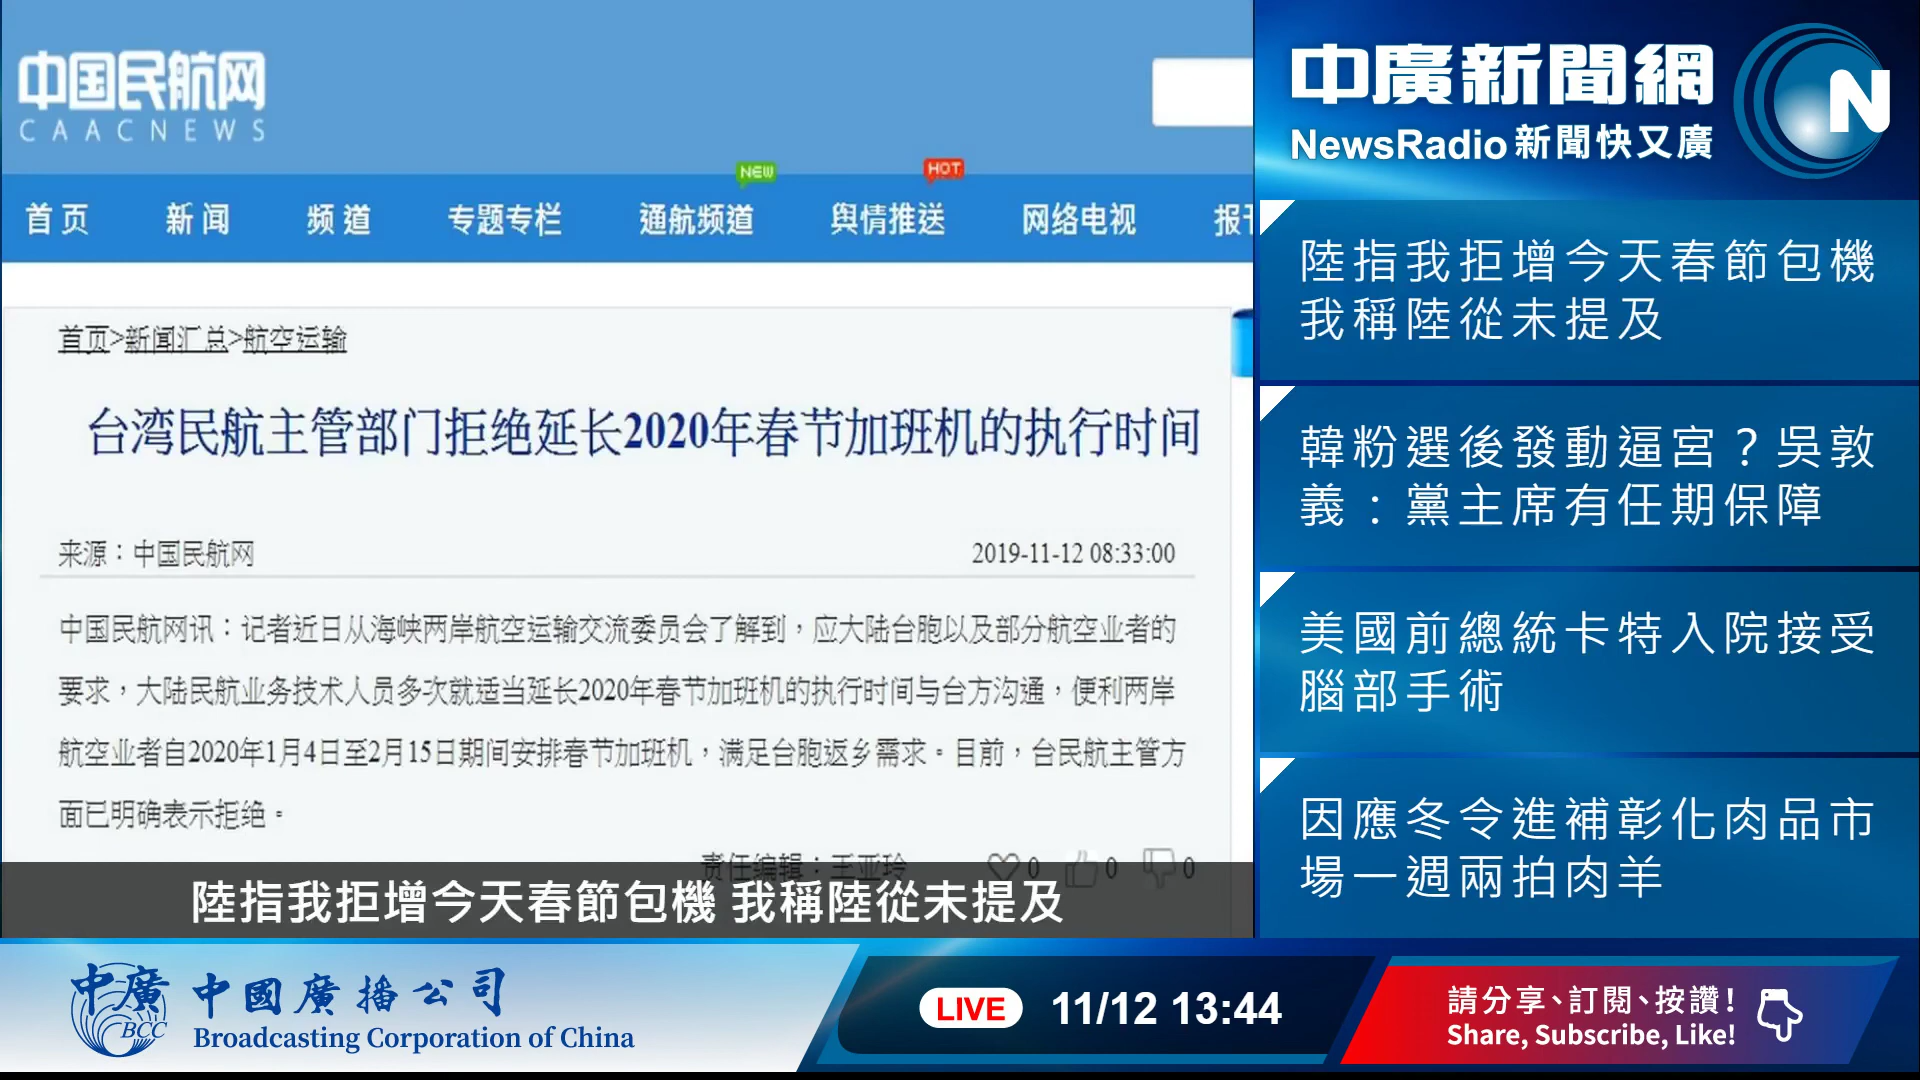 中国民航网
CAACNEWS
NEW
HOT
首页
新闻
频道
专题专栏
通航频道
舆情推送
网络电视
首页>新闻汇总>航空运输
台湾民航主管部门拒绝延长2020年春节加班机的执行时间
来源：中国民航网
2019-11-12 08:33:00
中国民航网讯：记者近日从海峡两岸航空运输交流委员会了解到，应大陆台胞以及部分航空业者的
要求，大陆民航业务技术人员多次就适当延长2020年春节加班机的执行时间与台方沟通，便利两岸
航空业者自2020年1月4日至2月15日期间安排春节加班机，满足台胞返乡需求。目前，台民航主管方
面已明确表示拒绝。
责任编辑：王亚玲
0
0
0
陸指我拒增今天春節包機 我稱陸從未提及
中廣新聞網
NewsRadio新聞快又廣
N
陸指我拒增今天春節包機
我稱陸從未提及
韓粉選後發動逼宮？吳敦
義：黨主席有任期保障
美國前總統卡特入院接受
腦部手術
因應冬令進補彰化肉品市
場一週兩拍肉羊
中廣
BCC
中國廣播公司
Broadcasting Corporation of China
LIVE
11/12 13:44
請分享、訂閱、按讚！
Share, Subscribe, Like!